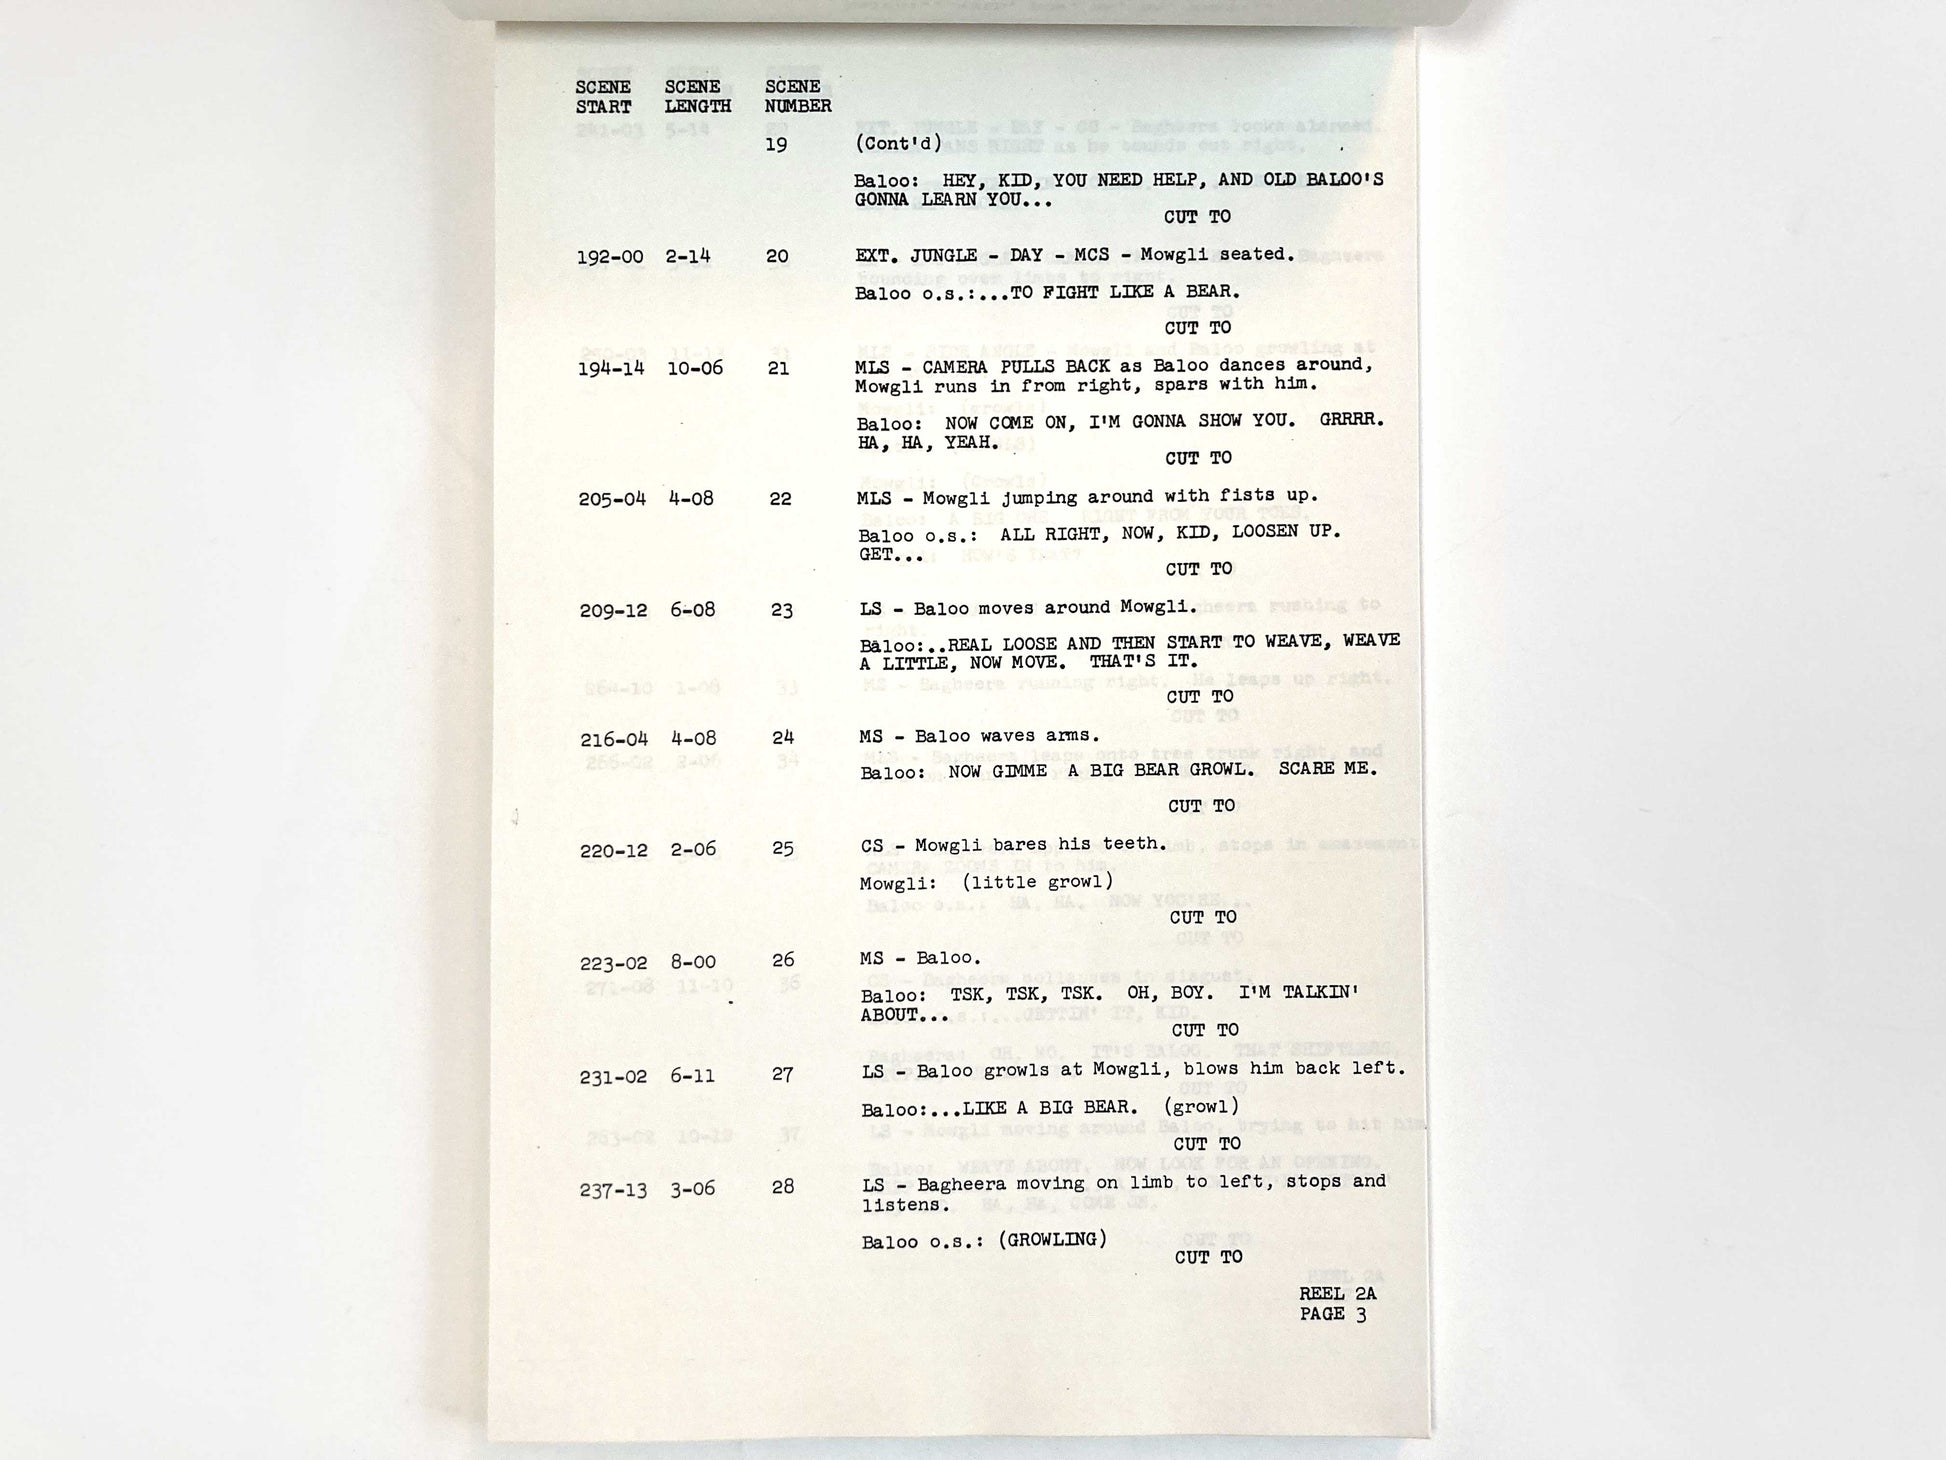 SCENE SCENE SCENE
START LENGTH NUMBER
19 (Cont'd)
Baloo: HEY, KID, YOU NEED HELP, AND OLD BALOO'S
GONNA LEARN YOU...
CUT TO
192-00 2-14 20 EXT. JUNGLE - DAY - MCS - Mowgli seated.
Baloo o.s.:...TO FIGHT LIKE A BEAR.
CUT TO
194-14 10-06 21 MLS - CAMERA PULLS BACK as Baloo dances around,
Mowgli runs in from right, spars with him.
Baloo: NOW COME ON, I'M GONNA SHOW YOU. GRRRR.
HA, HA, YEAH.
CUT TO
205-04 4-08 22 MLS - Mowgli jumping around with fists up.
Baloo o.s.: ALL RIGHT, NOW, KID, LOOSEN UP.
GET...
CUT TO
209-12 6-08 23 LS - Baloo moves around Mowgli.
Baloo:..REAL LOOSE AND THEN START TO WEAVE, WEAVE
A LITTLE, NOW MOVE. THAT'S IT.
CUT TO
216-04 4-08 24 MS - Baloo waves arms.
Baloo: NOW GIMME A BIG BEAR GROWL. SCARE ME.
CUT TO
220-12 2-06 25 CS - Mowgli bares his teeth.
Mowgli: (little growl)
CUT TO
223-02 8-00 26 MS - Baloo.
Baloo: TSK, TSK, TSK. OH, BOY. I'M TALKIN'
ABOUT...
CUT TO
231-02 6-11 27 LS - Baloo growls at Mowgli, blows him back left.
Baloo:...LIKE A BIG BEAR. (growl)
CUT TO
237-13 3-06 28 LS - Bagheera moving on limb to left, stops and
listens.
Baloo o.s.: (GROWLING)
CUT TO
REEL 2A
PAGE 3